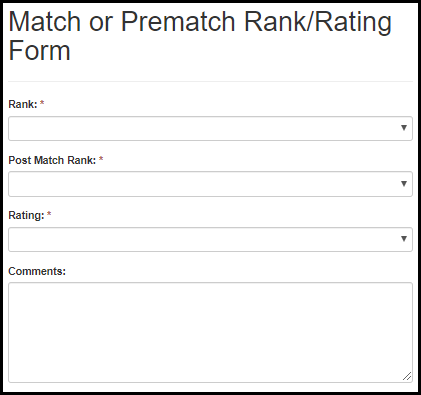 Match or Prematch Rank/Rating
Form
Rank: *
Post Match Rank: *
Rating: *
Comments: